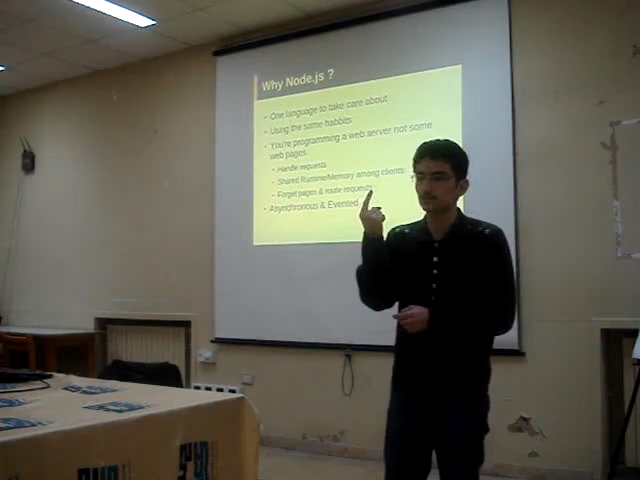 Why Node.js ?
One language to take care about
Using the same habbits
You're programming a web server not some
web pages
Handle requests
Shared Runtime/Memory among clients
Forget pages & route requests
Asynchronous & Evented